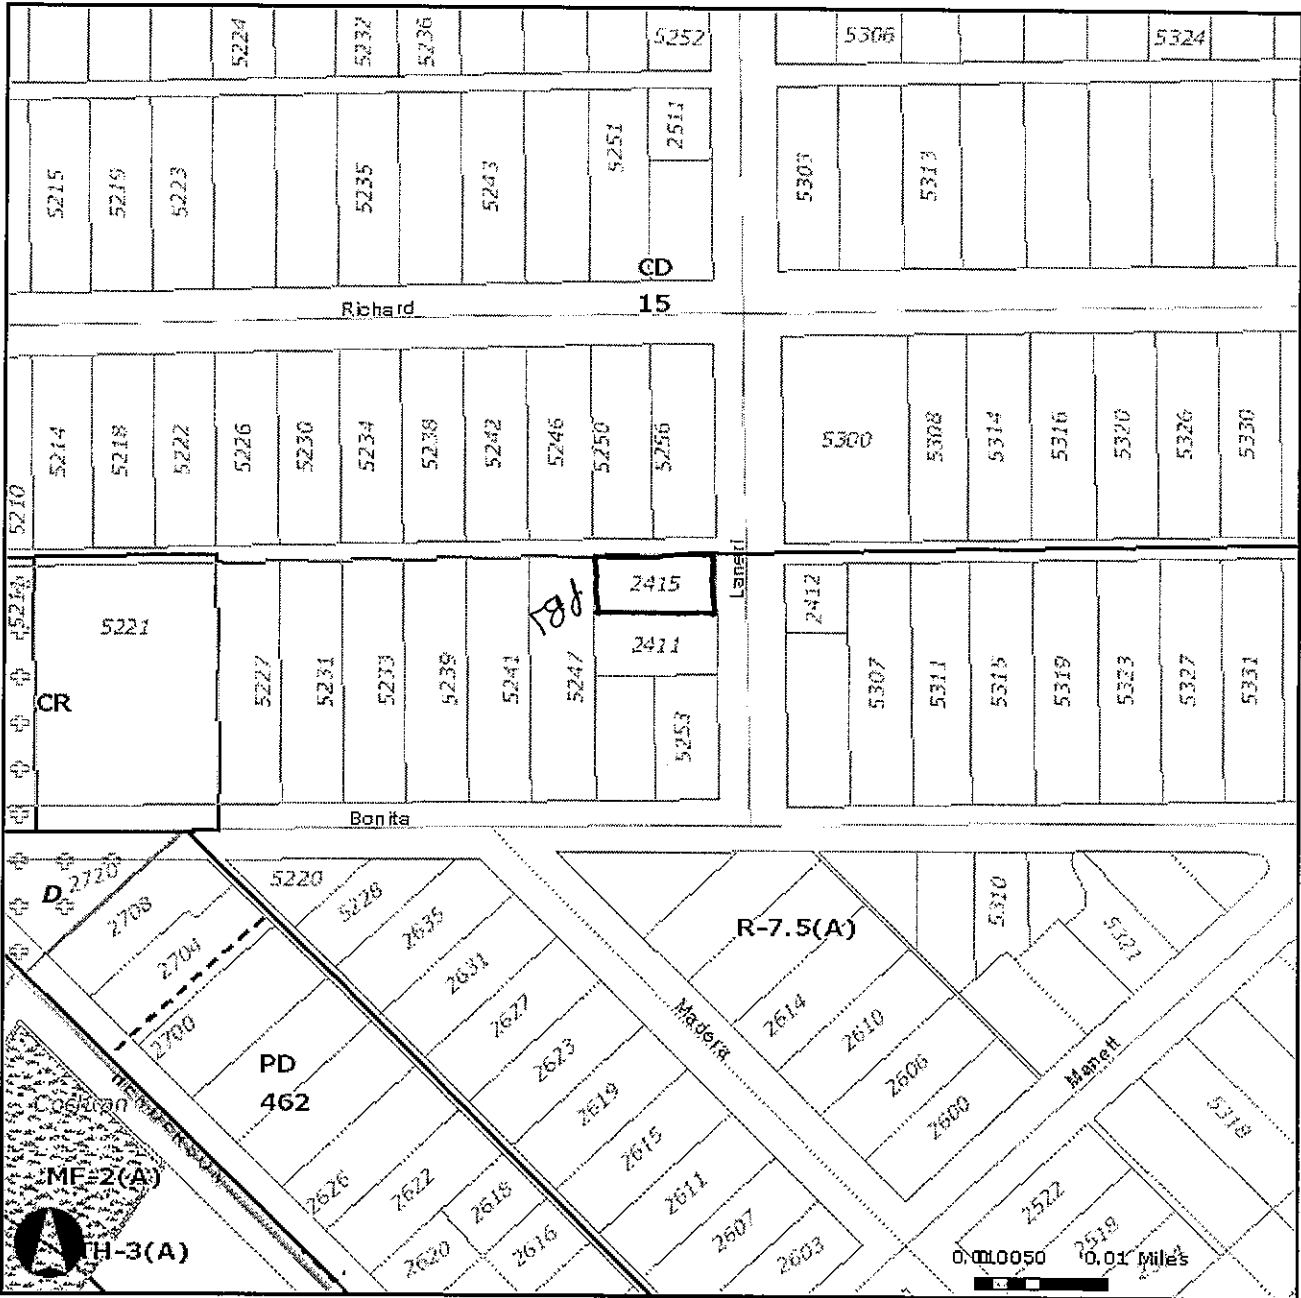 5224 5232 5236 5252 5306 5324
5215 5219 5223 5235 5243 5251 2511 5303 5313
CD
15
Richard
5210 5214 5218 5222 5226 5230 5234 5238 5242 5246 5250 5256 5300 5308 5314 5316 5320 5326 5330
Laneri
5211 5221 5227 5231 5233 5239 5241 5247 2415 2412 5307 5311 5315 5319 5323 5327 5331
2411
CR
5253
Bonita
D 2720 2708 5220 5228 2635 5310 5321
R-7.5(A)
2704 2631
2700 2627 Madera 2614 2610
PD
462
2623 2606 Manett
2619 2600 5318
2615
MF-2(A)
2626 2622 2618 2611 2522
TH-3(A)
2620 2616 2607 2603 2519
0.01 Miles